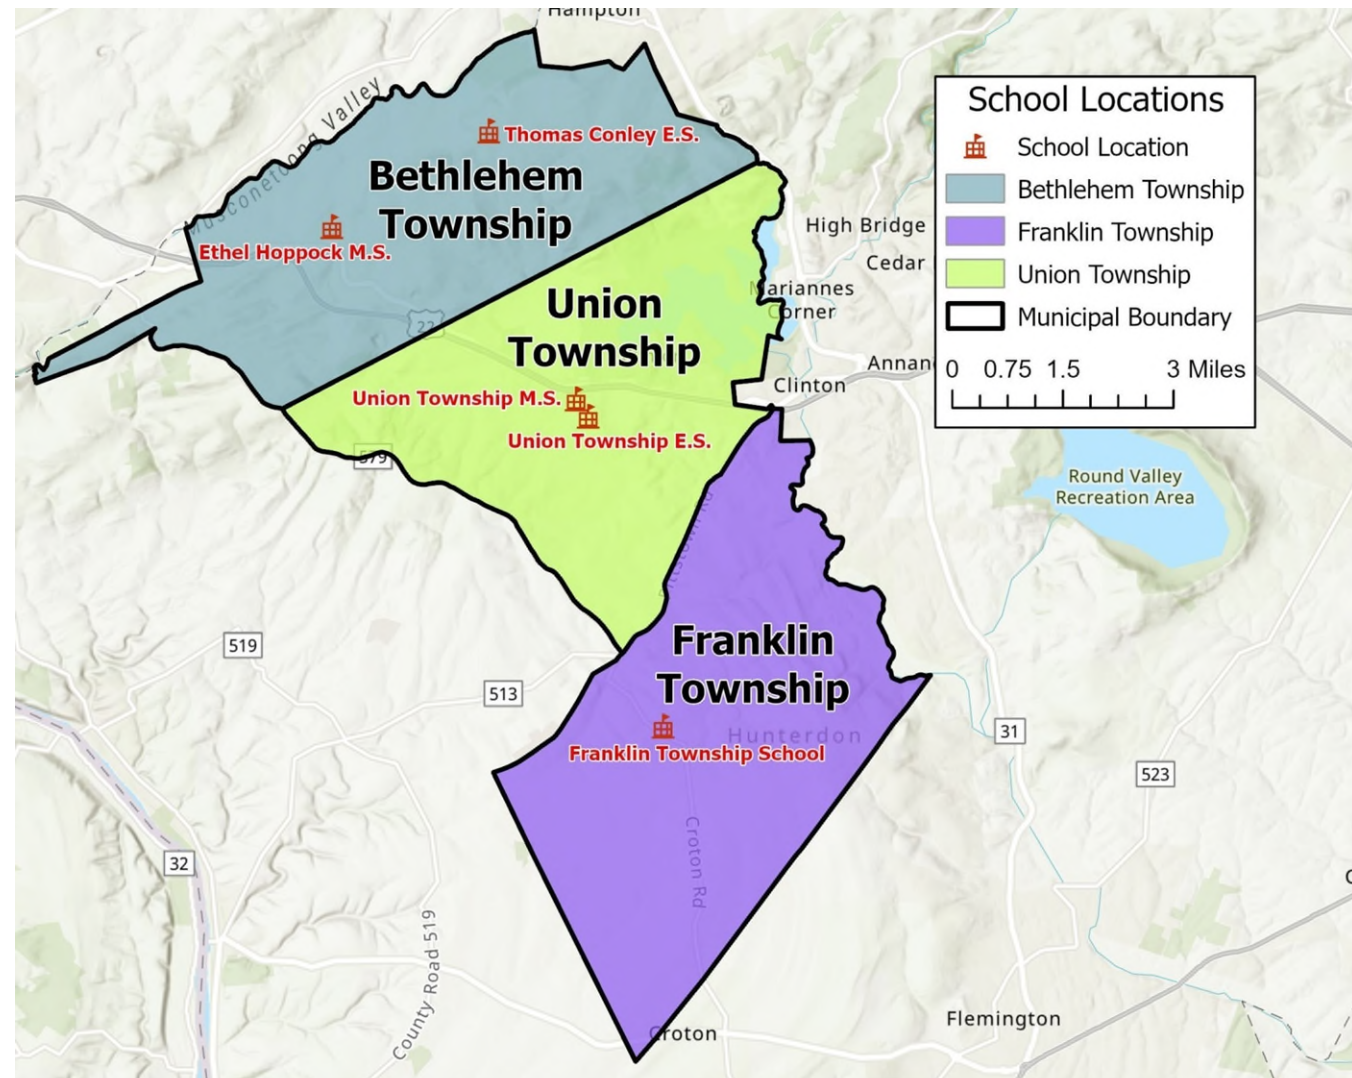 Hampton
Musconetcong Valley
Thomas Conley E.S.
Bethlehem
Township
Ethel Hoppock M.S.
22
Union
Township
Union Township M.S.
Union Township E.S.
579
High Bridge
Cedar
Mariannes
Corner
Annan
Clinton
School Locations
School Location
Bethlehem Township
Franklin Township
Union Township
Municipal Boundary
0 0.75 1.5 3 Miles
Round Valley
Recreation Area
Pittstown Rd
Franklin
Township
Hunterdon
Franklin Township School
519
513
31
523
32
Croton Rd
County Road 519
Croton
Flemington